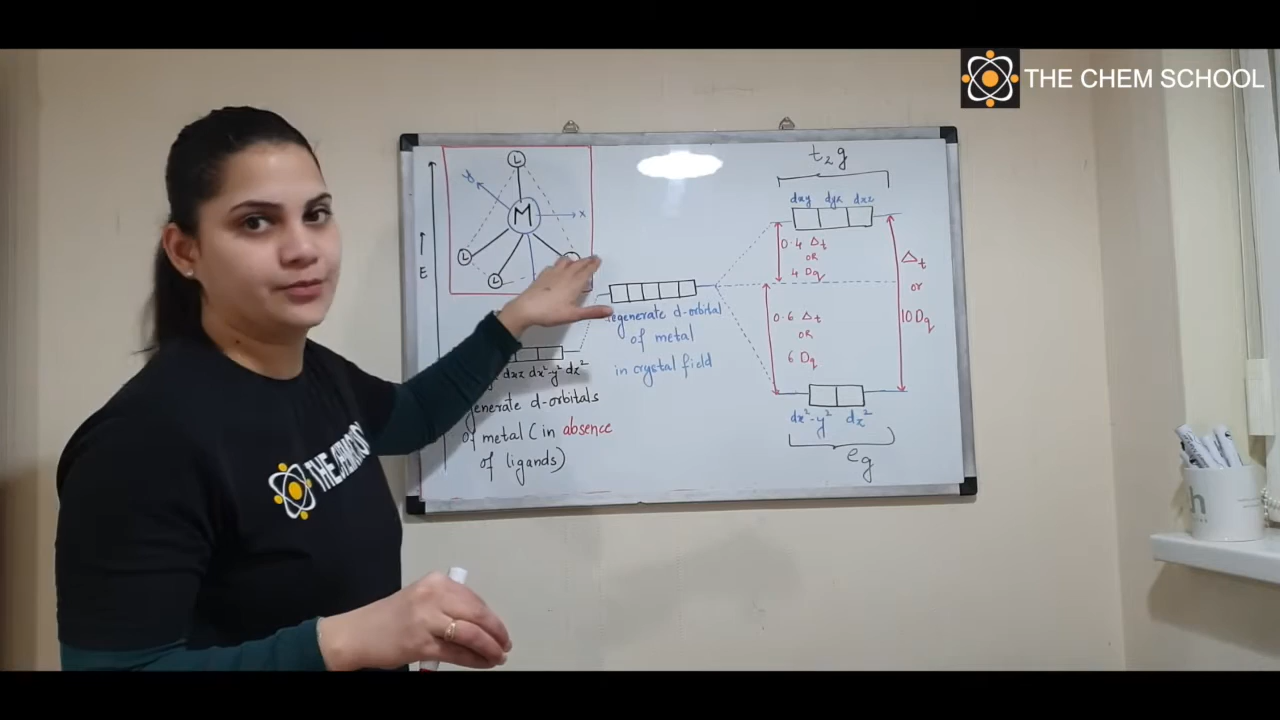 THE CHEM SCHOOL
E
L
M
x
y
L
L
dxz dx²-y² dz²
d-orbitals
of metal (in absence
of ligands)
degenerate d-orbital
of metal
in crystal field
t₂g
dxy dyz dxz
0.4 Δt
OR
4 Dq
0.6 Δt
OR
6 Dq
Δt
or
10 Dq
dx²-y² dz²
eg